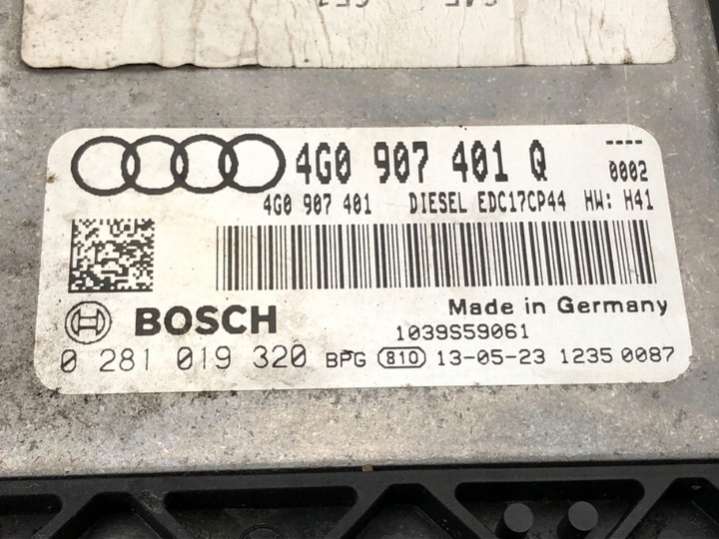 4G0 907 401 Q
----
0002
4G0 907 401 DIESEL EDC17CP44 HW: H41
BOSCH
Made in Germany
1039S59061
0 281 019 320 BPG 810 13-05-23 1235 0087